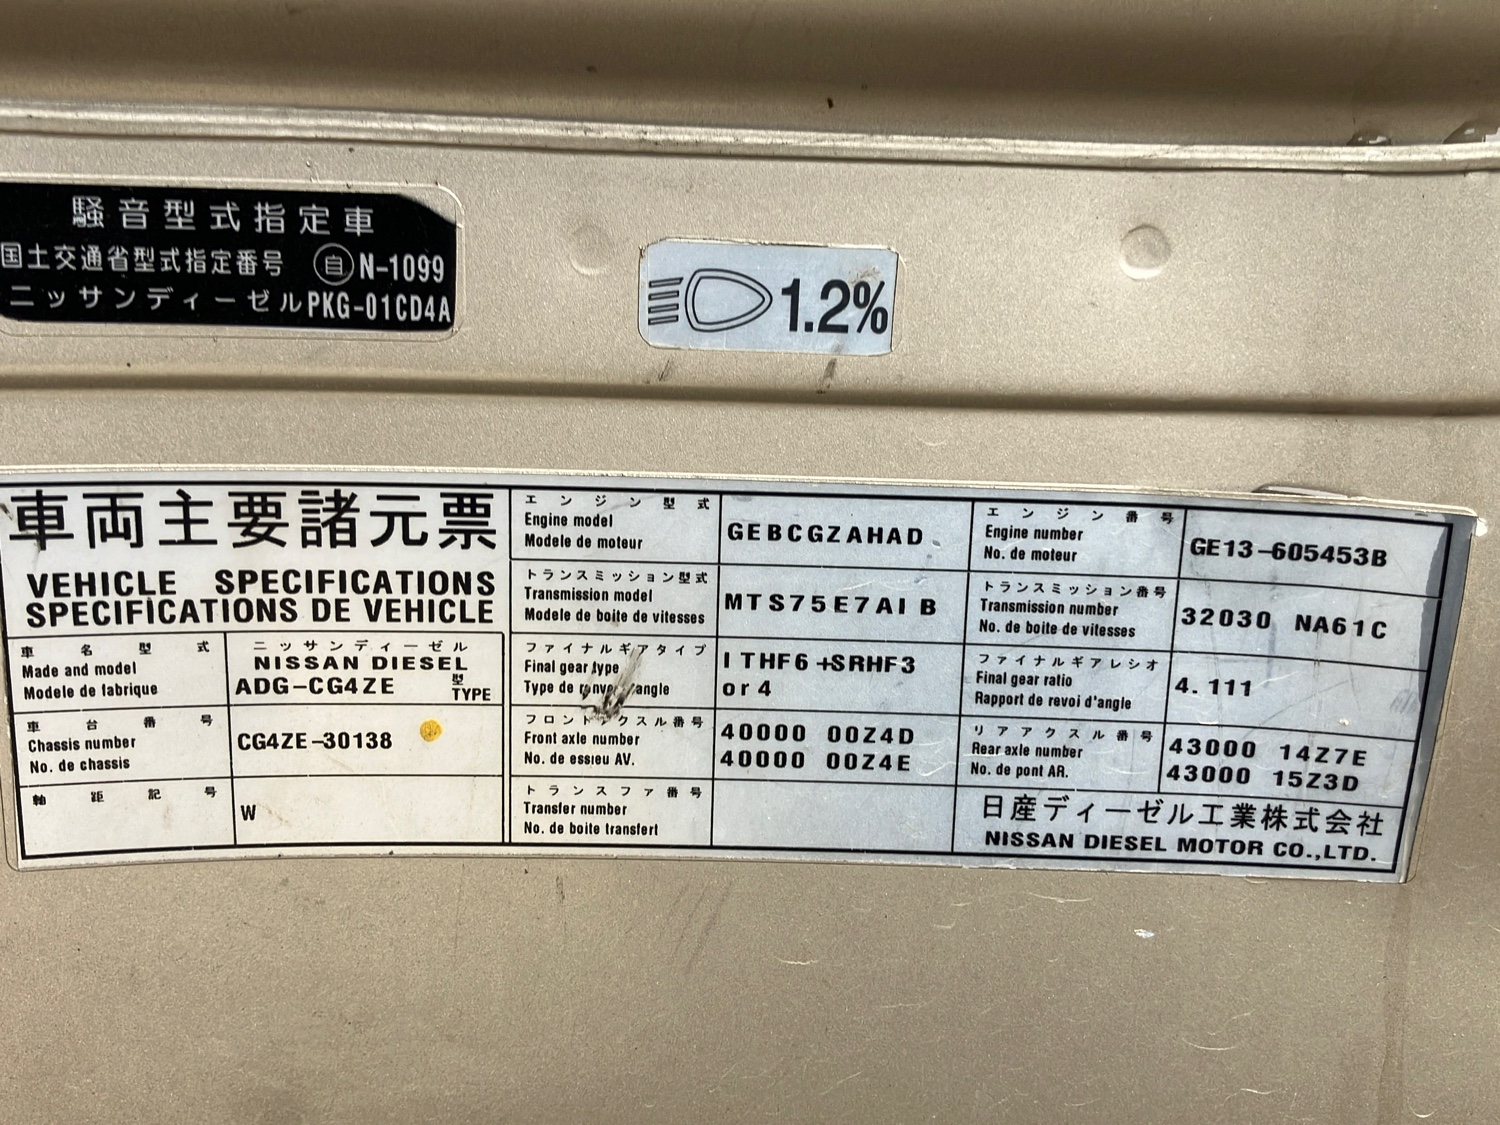 騒音型式指定車
国土交通省型式指定番号 自 N-1099
ニッサンディーゼル PKG-01CD4A
1.2%
車両主要諸元票
VEHICLE SPECIFICATIONS
SPECIFICATIONS DE VEHICLE
車名型式
Made and model
Modele de fabrique
ニッサンディーゼル
NISSAN DIESEL
ADG-CG4ZE 型 TYPE
車台番号
Chassis number
No. de chassis
CG4ZE-30138
軸距記号
W
エンジン型式
Engine model
Modele de moteur
GEBCGZAHAD
トランスミッション型式
Transmission model
Modele de boite de vitesses
MTS75E7AIB
ファイナルギアタイプ
Final gear type
Type de renvoi angle
ITHF6+SRHF3
or 4
フロントアクスル番号
Front axle number
No. de essieu AV.
40000 00Z4D
40000 00Z4E
トランスファ番号
Transfer number
No. de boite transfert
エンジン番号
Engine number
No. de moteur
GE13-605453B
トランスミッション番号
Transmission number
No. de boite de vitesses
32030 NA61C
ファイナルギアレシオ
Final gear ratio
Rapport de revoi d'angle
4.111
リアアクスル番号
Rear axle number
No. de pont AR.
43000 14Z7E
43000 15Z3D
日産ディーゼル工業株式会社
NISSAN DIESEL MOTOR CO.,LTD.